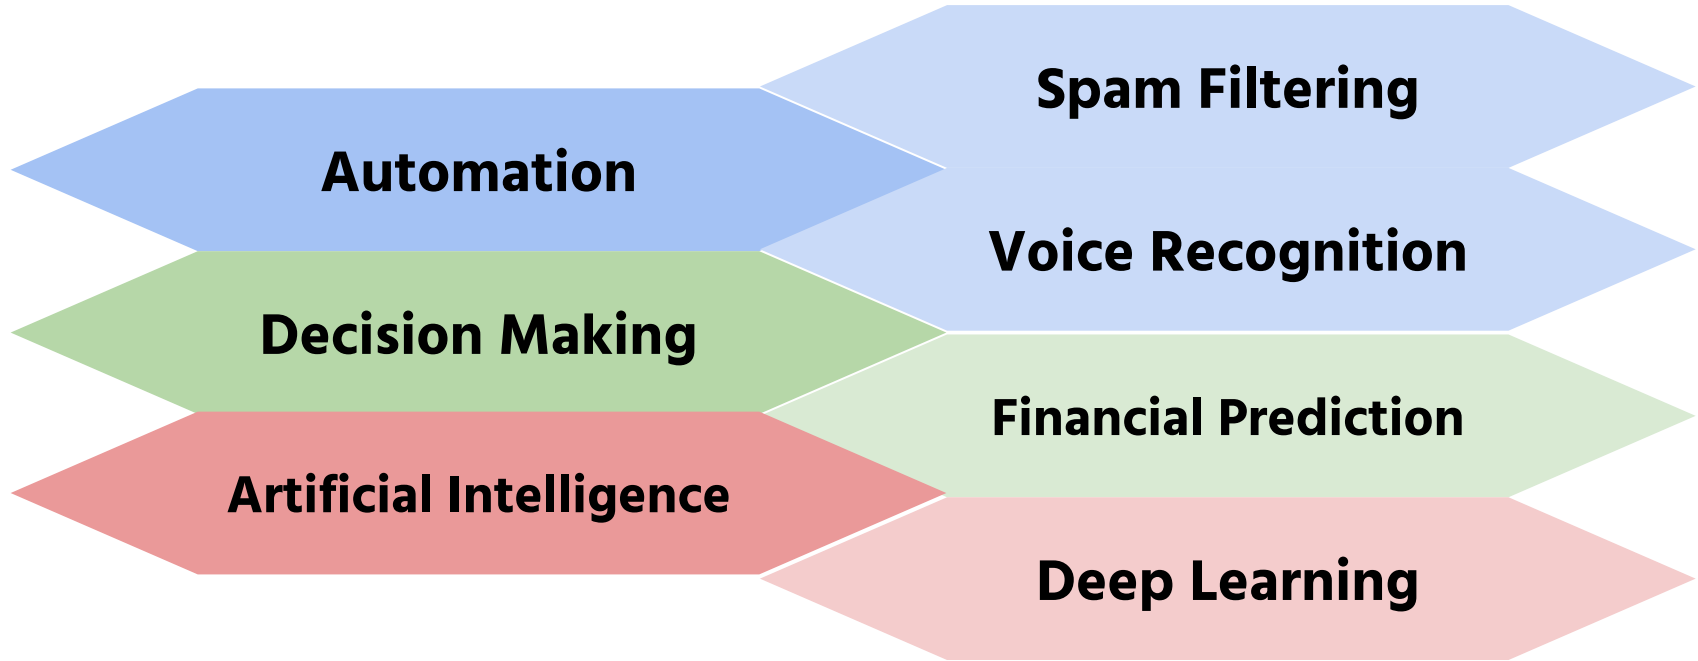 Automation
Decision Making
Artificial Intelligence
Spam Filtering
Voice Recognition
Financial Prediction
Deep Learning